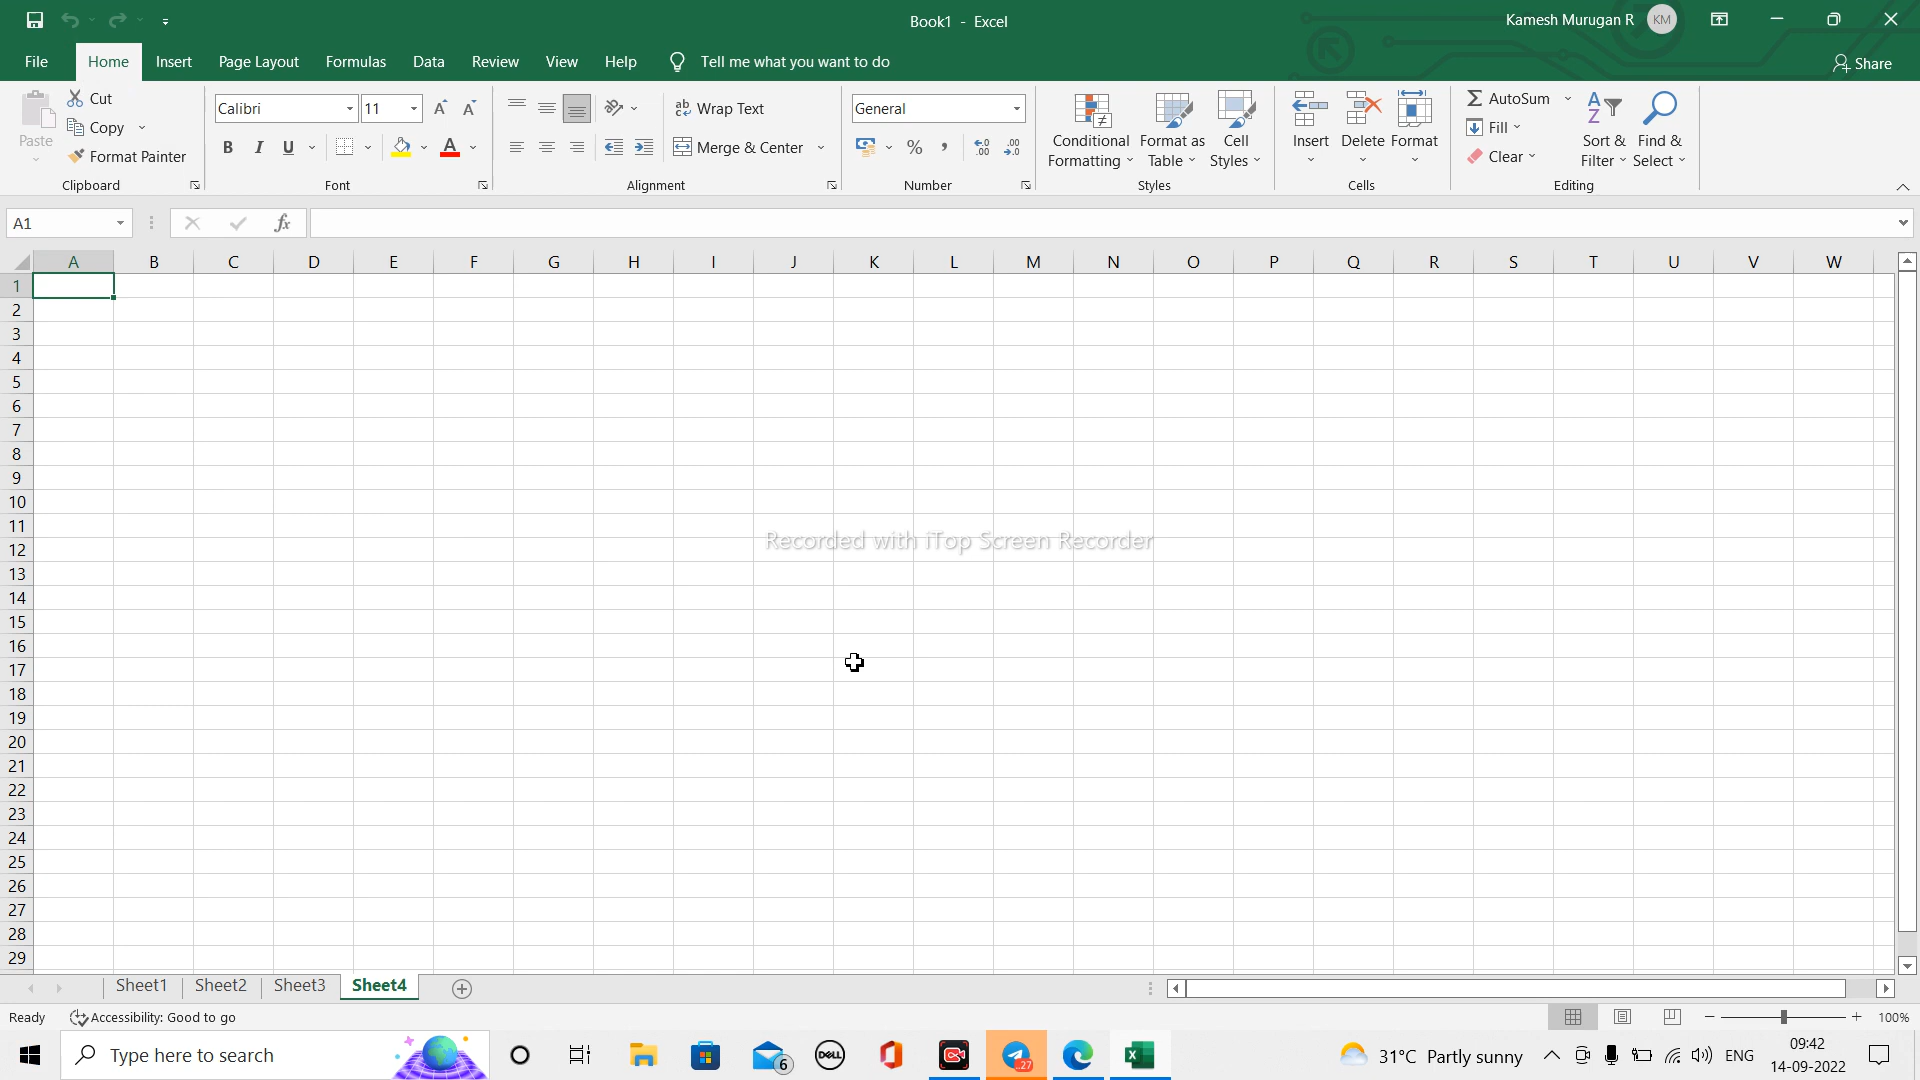 Book1 - Excel
Kamesh Murugan R KM
File Home Insert Page Layout Formulas Data Review View Help Tell me what you want to do Share
Paste
Cut
Copy
Format Painter
Clipboard
Calibri 11
B I U A
Font
Wrap Text
Merge & Center
Alignment
General
% ,
Number
Conditional Formatting
Format as Table
Cell Styles
Styles
Insert Delete Format
Cells
AutoSum
Fill
Clear
Sort & Filter
Find & Select
Editing
A1 fx
A B C D E F G H I J K L M N O P Q R S T U V W
1
2
3
4
5
6
7
8
9
10
11
12
13
14
15
16
17
18
19
20
21
22
23
24
25
26
27
28
29
Recorded with iTop Screen Recorder
Sheet1 Sheet2 Sheet3 Sheet4
Ready Accessibility: Good to go 100%
Type here to search 6 DELL 27 31°C Partly sunny ENG 09:42
14-09-2022